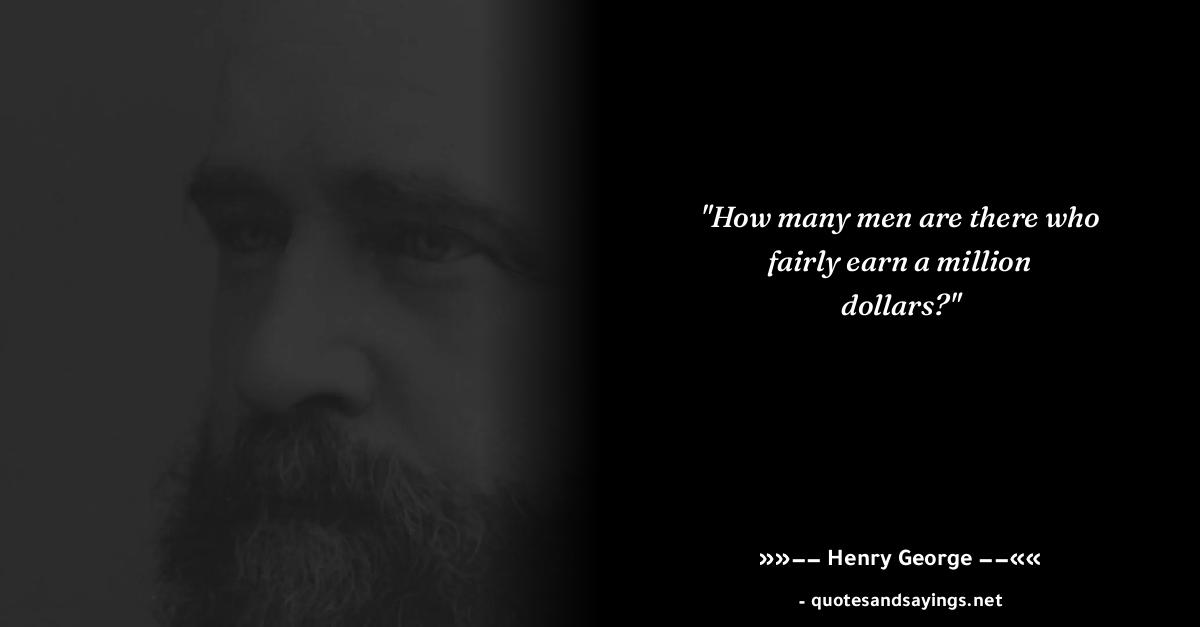 "How many men are there who
fairly earn a million
dollars?"
»»–– Henry George ––««
- quotesandsayings.net